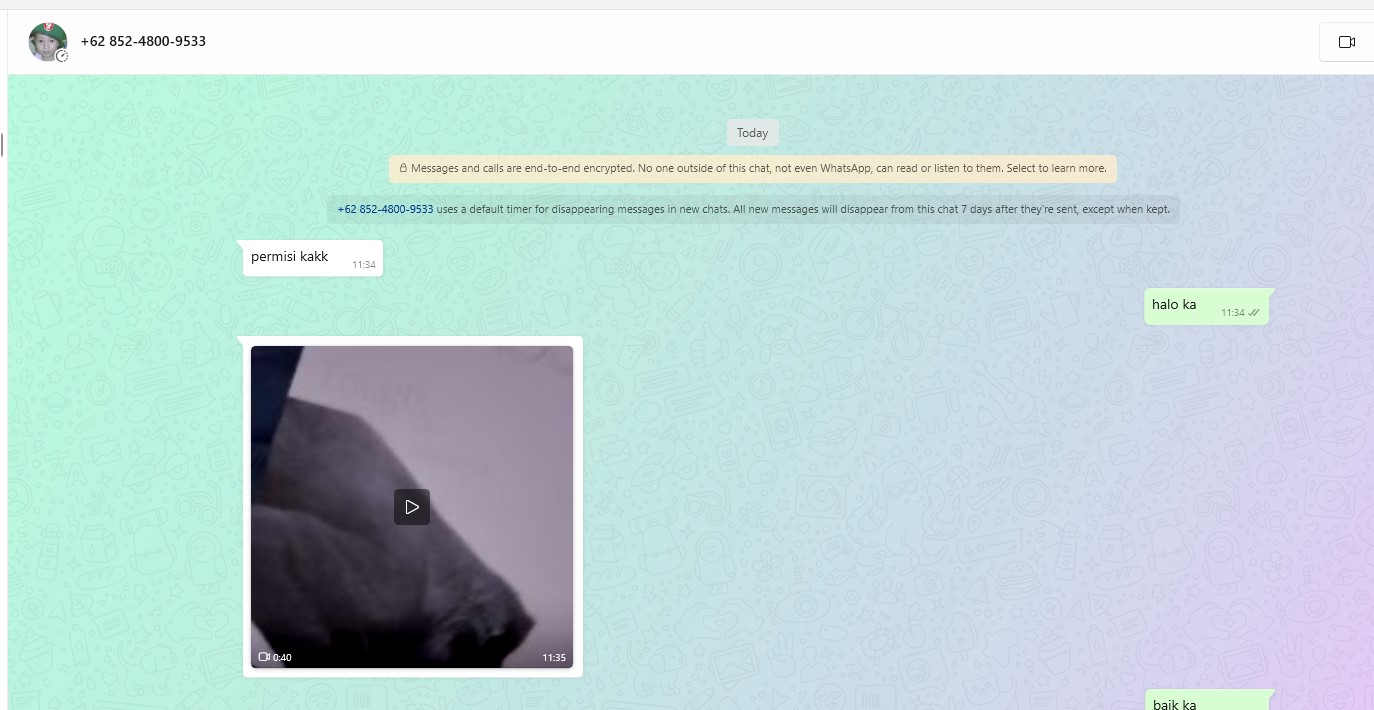 +62 852-4800-9533
Today
Messages and calls are end-to-end encrypted. No one outside of this chat, not even WhatsApp, can read or listen to them. Select to learn more.
+62 852-4800-9533 uses a default timer for disappearing messages in new chats. All new messages will disappear from this chat 7 days after they're sent, except when kept.
permisi kakk
11:34
halo ka
11:34
0:40
11:35
baik ka